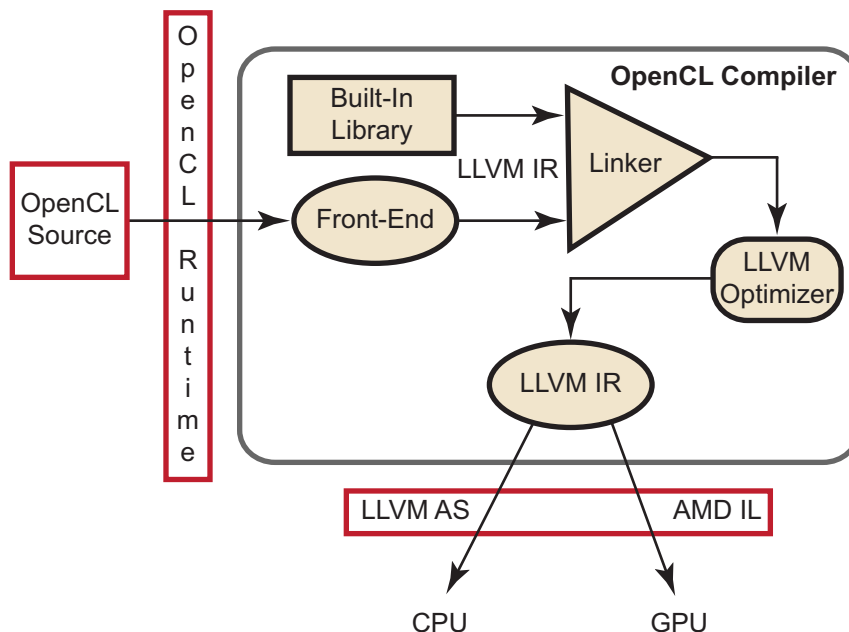 OpenCL
Source
OpenCL Runtime
OpenCL Compiler
Built-In
Library
LLVM IR
Front-End
Linker
LLVM
Optimizer
LLVM IR
LLVM AS
AMD IL
CPU
GPU